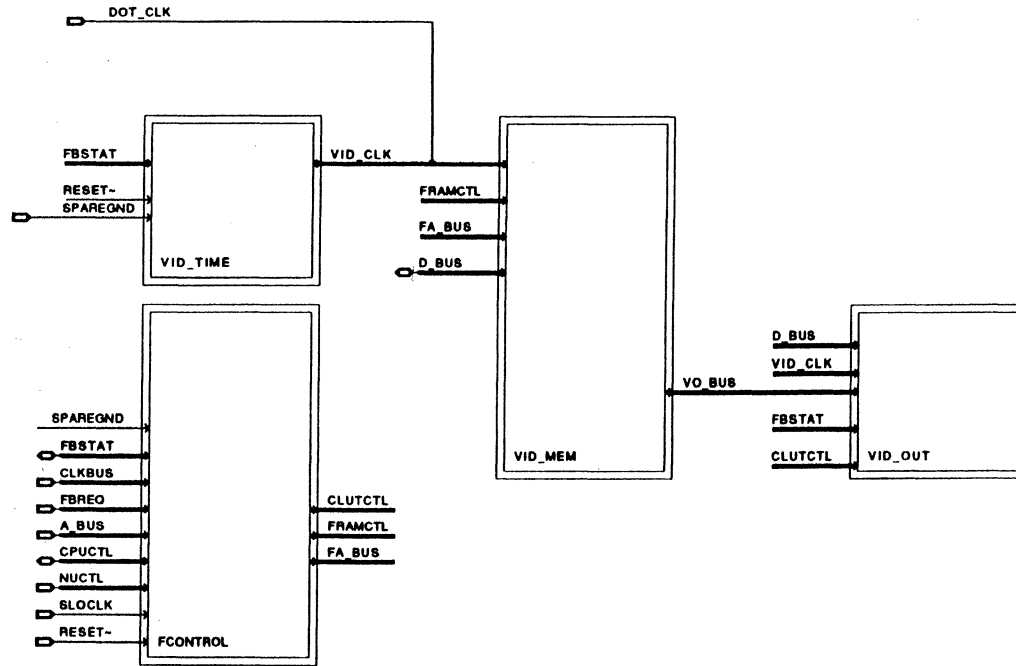 DOT_CLK
FBSTAT
RESET~
SPAREGND
VID_TIME
VID_CLK
FRAMCTL
FA_BUS
D_BUS
VID_MEM
VO_BUS
D_BUS
VID_CLK
FBSTAT
CLUTCTL
VID_OUT
SPAREGND
FBSTAT
CLKBUS
FBREQ
A_BUS
CPUCTL
NUCTL
SLOCLK
RESET~
FCONTROL
CLUTCTL
FRAMCTL
FA_BUS